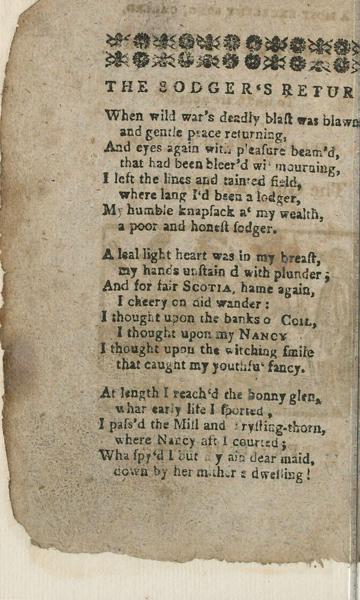 THE SODGER'S RETUR
When wild war's deadly blaſt was blawn
and gentle peace returning,
And eyes again with pleaſure beam'd,
that had been bleer'd wi' mourning,
I left the lines and tainted field,
where lang I'd been a lodger,
My humble knapſack a' my wealth,
a poor and honeſt ſodger.
A leal light heart was in my breaſt,
my hands unſtain d with plunder;
And for fair SCOTIA, hame again,
I cheery on did wander:
I thought upon the banks o COIL,
I thought upon my NANCY
I thought upon the witching ſmile
that caught my youthfu' fancy.
At length I reach'd the bonny glen,
whar early life I ſported,
I paſs'd the Mill and ryſting-thorn,
where Nancy aft I courted;
Wha ſpy'd I but y ain dear maid,
down by her mither s dwelling!